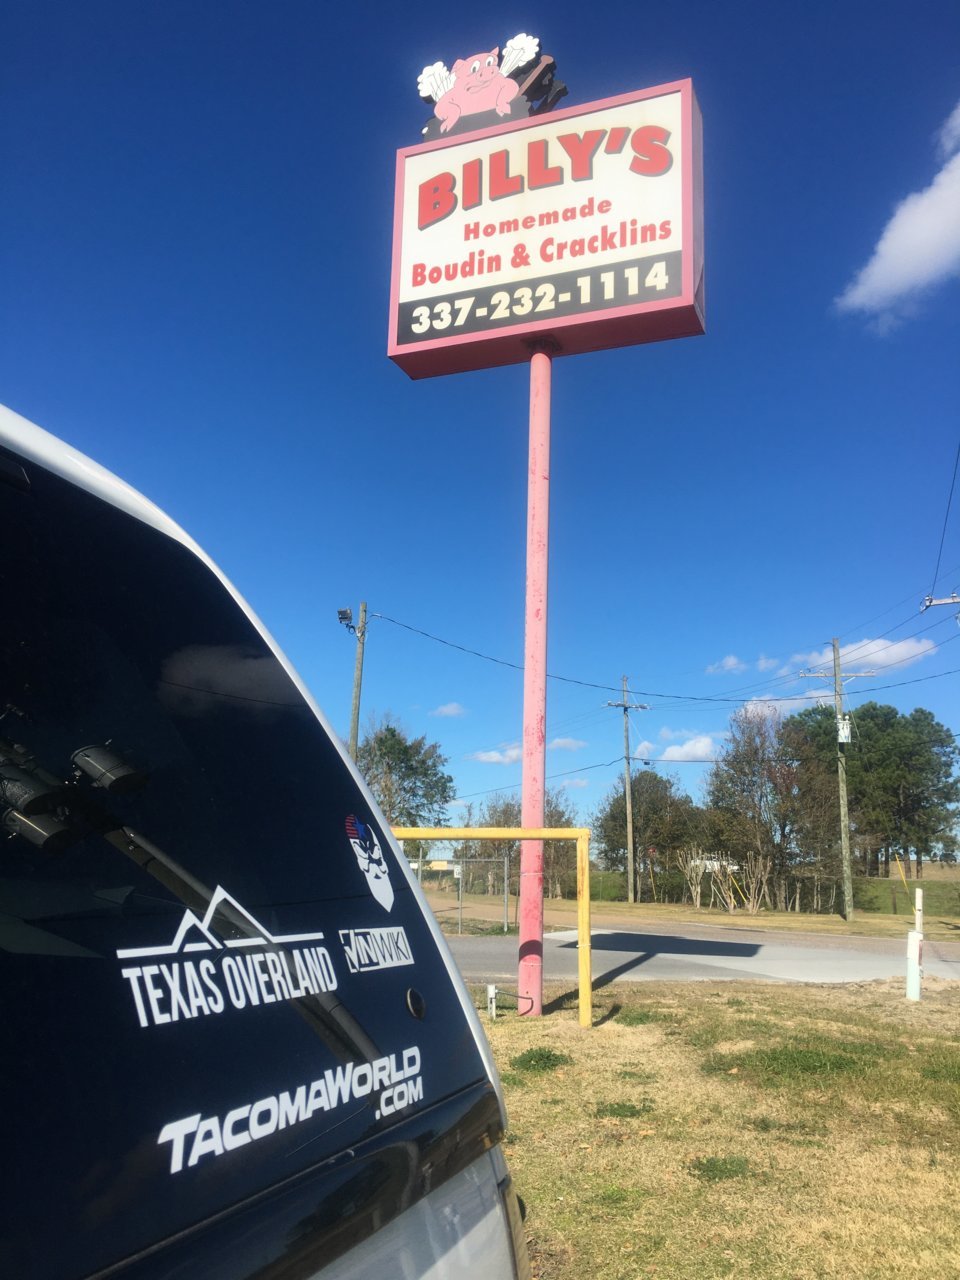 BILLY'S
Homemade
Boudin & Cracklins
337-232-1114
TEXAS OVERLAND
VINWIKI
TACOMAWORLD
.COM